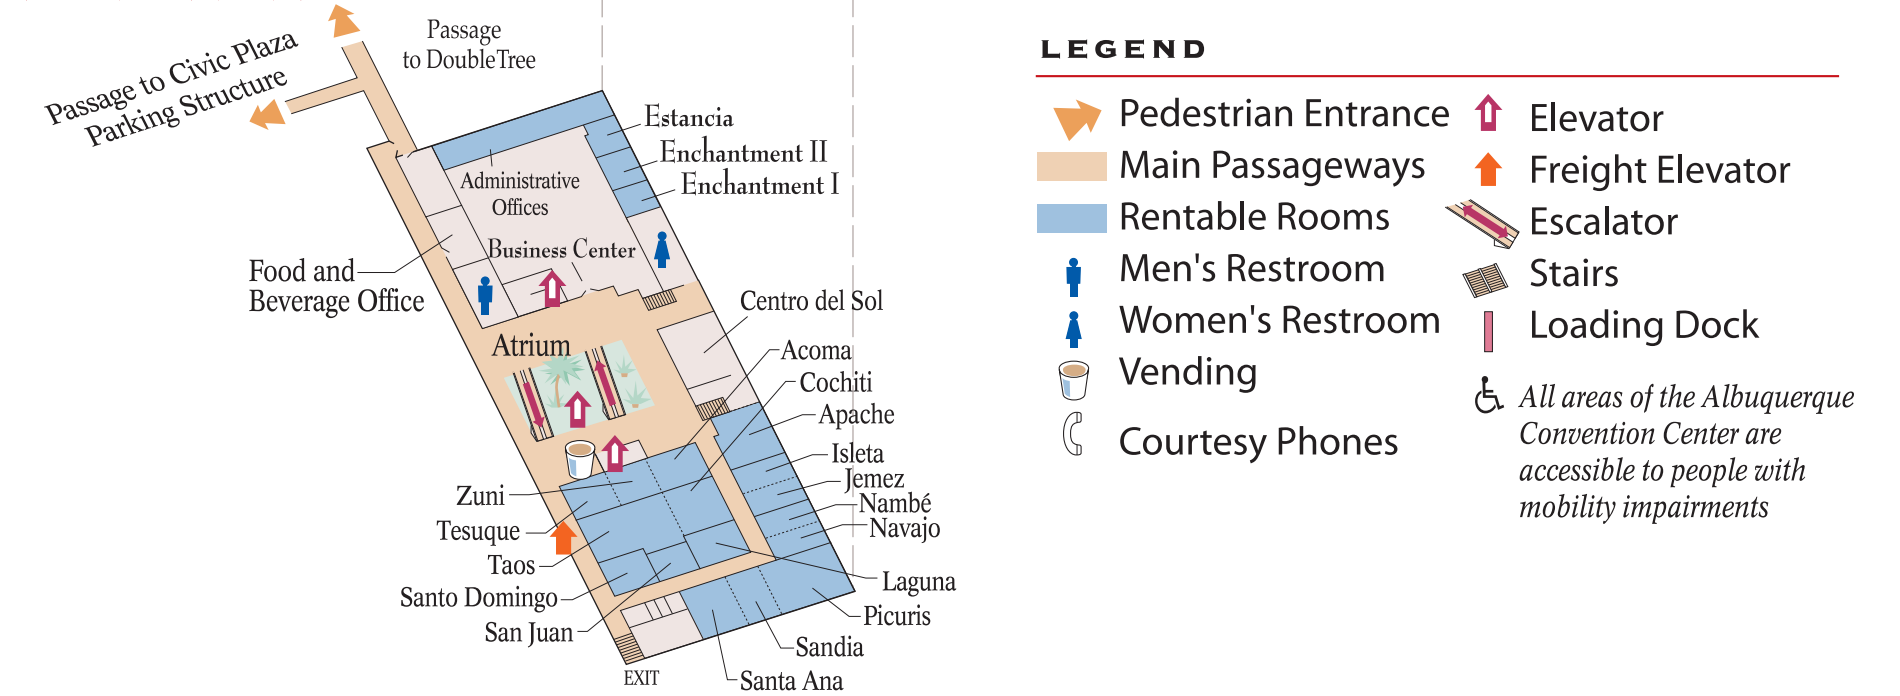 Passage
to DoubleTree
Passage to Civic Plaza
Parking Structure
Estancia
Enchantment II
Enchantment I
Administrative
Offices
Business Center
Food and
Beverage Office
Centro del Sol
Atrium
Acoma
Cochiti
Apache
Isleta
Jemez
Nambé
Navajo
Zuni
Tesuque
Taos
Santo Domingo
San Juan
Laguna
Picuris
Sandia
Santa Ana
EXIT
LEGEND
Pedestrian Entrance
Main Passageways
Rentable Rooms
Men's Restroom
Women's Restroom
Vending
Courtesy Phones
Elevator
Freight Elevator
Escalator
Stairs
Loading Dock
All areas of the Albuquerque
Convention Center are
accessible to people with
mobility impairments